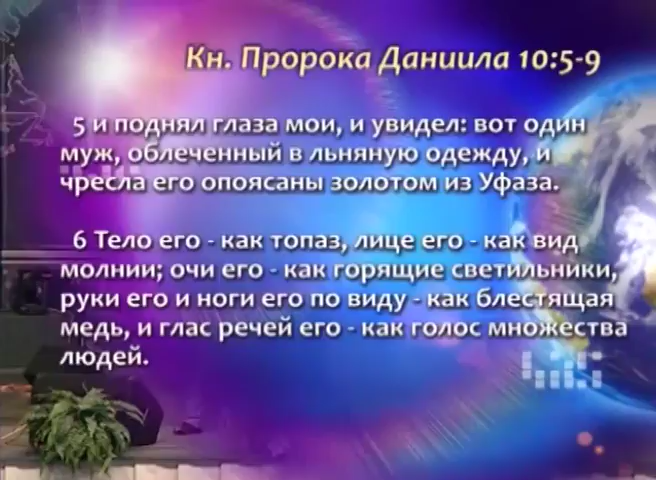 Кн. Пророка Даниила 10:5-9
5 и поднял глаза мои, и увидел: вот один
муж, облеченный в льняную одежду, и
чресла его опоясаны золотом из Уфаза.
6 Тело его - как топаз, лице его - как вид
молнии; очи его - как горящие светильники,
руки его и ноги его по виду - как блестящая
медь, и глас речей его - как голос множества
людей.